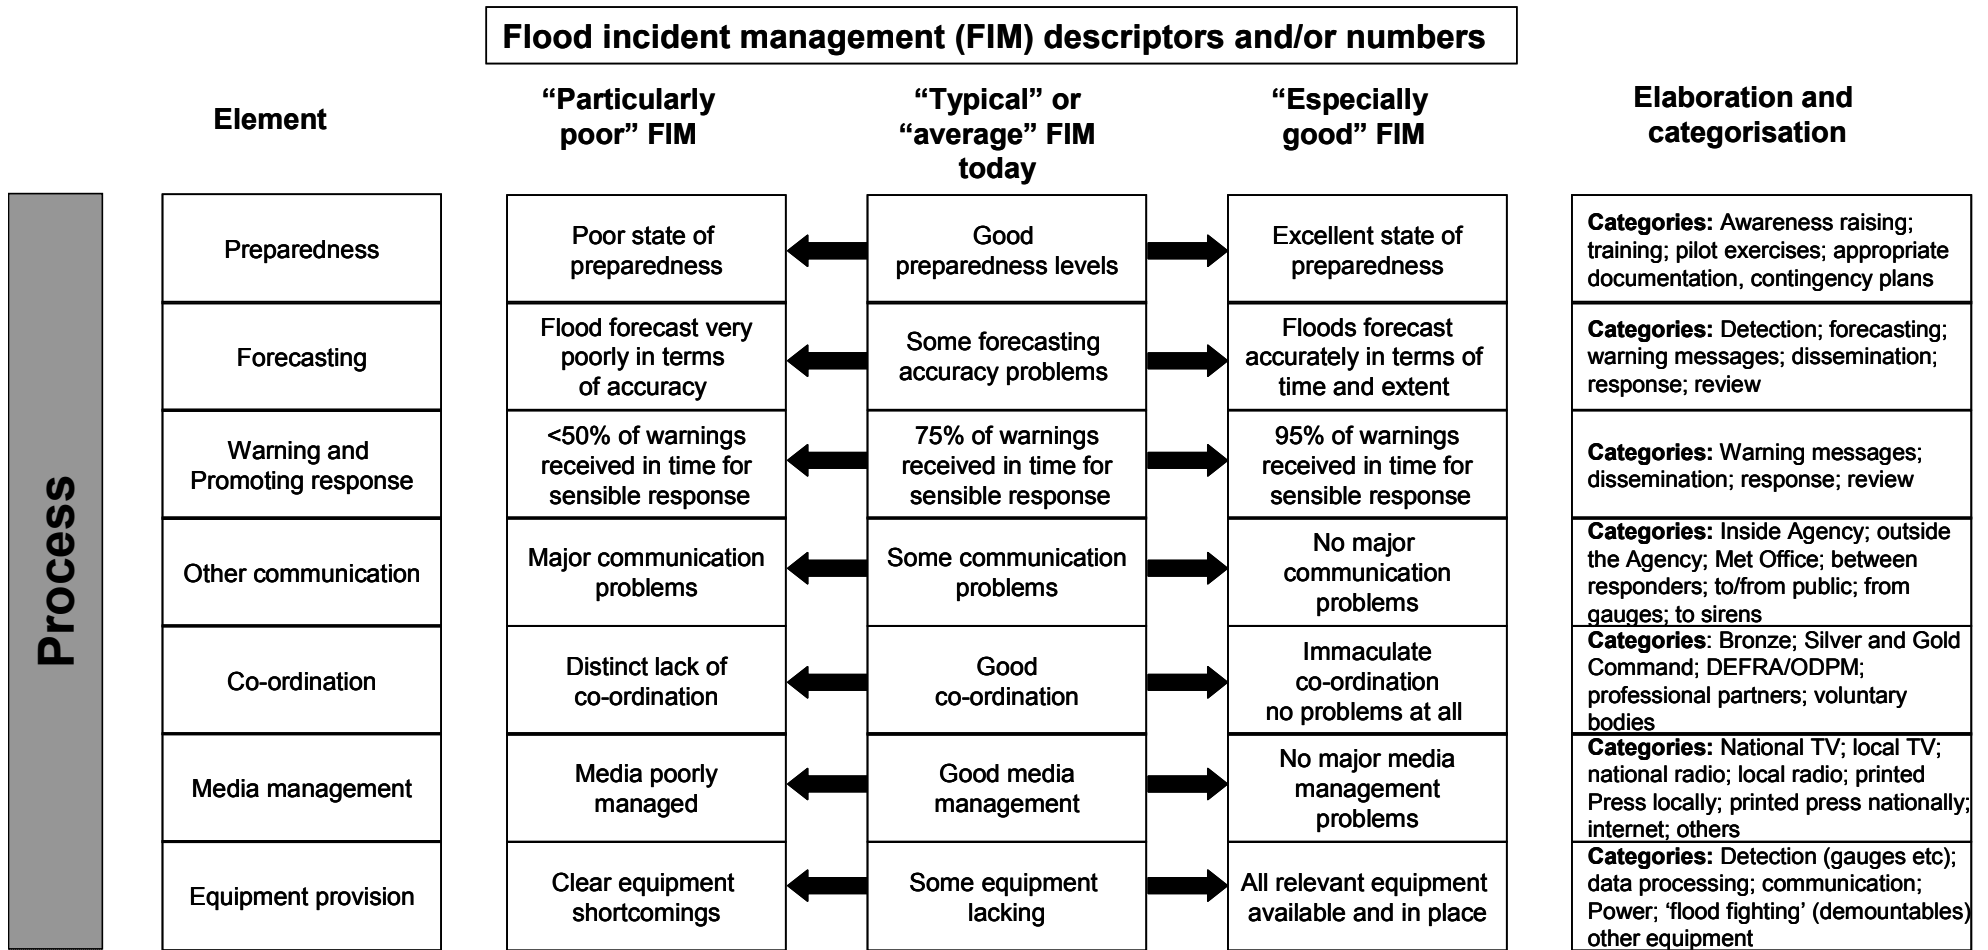 Flood incident management (FIM) descriptors and/or numbers
Element
“Particularly
poor” FIM
“Typical” or
“average” FIM
today
“Especially
good” FIM
Elaboration and
categorisation
Process
Preparedness
Poor state of
preparedness
Good
preparedness levels
Excellent state of
preparedness
Categories: Awareness raising;
training; pilot exercises; appropriate
documentation, contingency plans
Forecasting
Flood forecast very
poorly in terms
of accuracy
Some forecasting
accuracy problems
Floods forecast
accurately in terms of
time and extent
Categories: Detection; forecasting;
warning messages; dissemination;
response; review
Warning and
Promoting response
<50% of warnings
received in time for
sensible response
75% of warnings
received in time for
sensible response
95% of warnings
received in time for
sensible response
Categories: Warning messages;
dissemination; response; review
Other communication
Major communication
problems
Some communication
problems
No major
communication
problems
Categories: Inside Agency; outside
the Agency; Met Office; between
responders; to/from public; from
gauges; to sirens
Co-ordination
Distinct lack of
co-ordination
Good
co-ordination
Immaculate
co-ordination
no problems at all
Categories: Bronze; Silver and Gold
Command; DEFRA/ODPM;
professional partners; voluntary
bodies
Media management
Media poorly
managed
Good media
management
No major media
management
problems
Categories: National TV; local TV;
national radio; local radio; printed
Press locally; printed press nationally;
internet; others
Equipment provision
Clear equipment
shortcomings
Some equipment
lacking
All relevant equipment
available and in place
Categories: Detection (gauges etc);
data processing; communication;
Power; ‘flood fighting’ (demountables)
other equipment